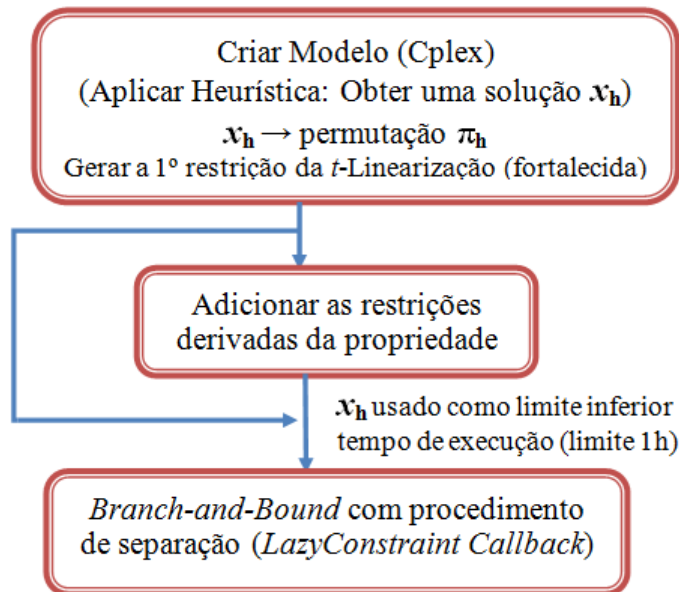 Criar Modelo (Cplex)
(Aplicar Heurística: Obter uma solução xh)
xh → permutação πh
Gerar a 1º restrição da t-Linearização (fortalecida)
Adicionar as restrições
derivadas da propriedade
xh usado como limite inferior
tempo de execução (limite 1h)
Branch-and-Bound com procedimento
de separação (LazyConstraint Callback)